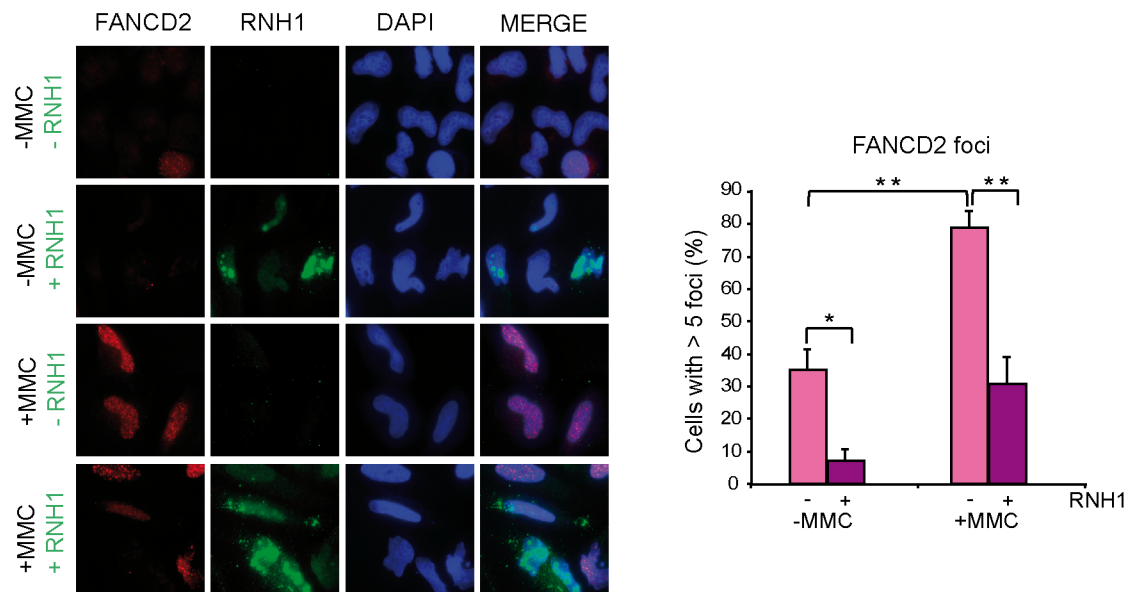 FANCD2 RNH1 DAPI MERGE
-MMC
- RNH1
-MMC
+ RNH1
+MMC
- RNH1
+MMC
+ RNH1
FANCD2 foci
Cells with > 5 foci (%)
90
80
70
60
50
40
30
20
10
0
*
**
**
- + - + RNH1
-MMC +MMC